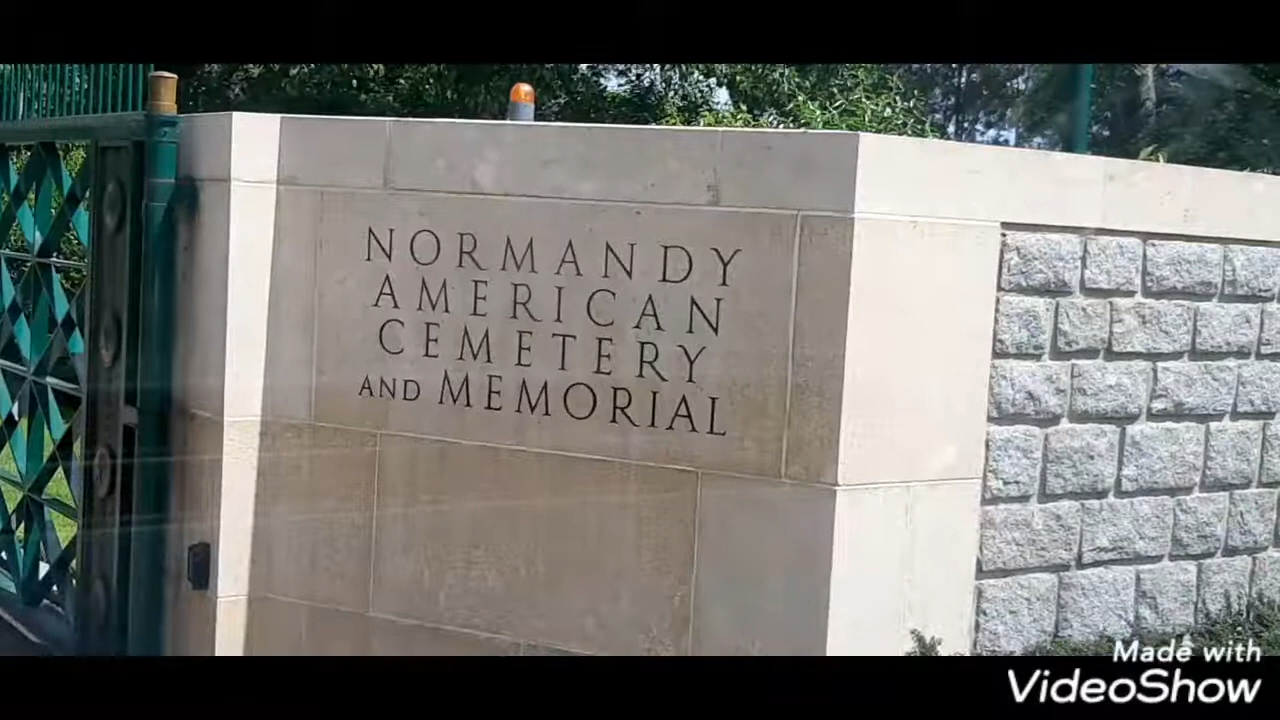 NORMANDY
AMERICAN
CEMETERY
AND MEMORIAL
Made with
VideoShow